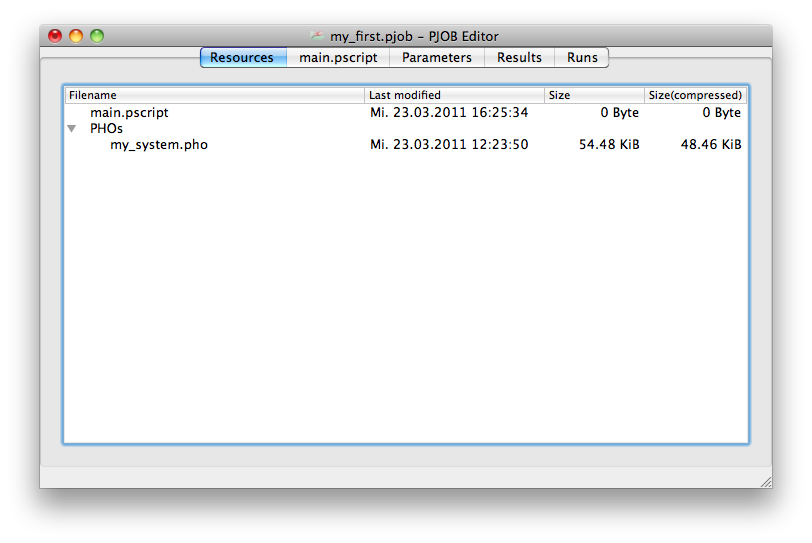 my_first.pjob – PJOB Editor
Resources main.pscript Parameters Results Runs
Filename Last modified Size Size(compressed)
main.pscript Mi. 23.03.2011 16:25:34 0 Byte 0 Byte
PHOs
my_system.pho Mi. 23.03.2011 12:23:50 54.48 KiB 48.46 KiB